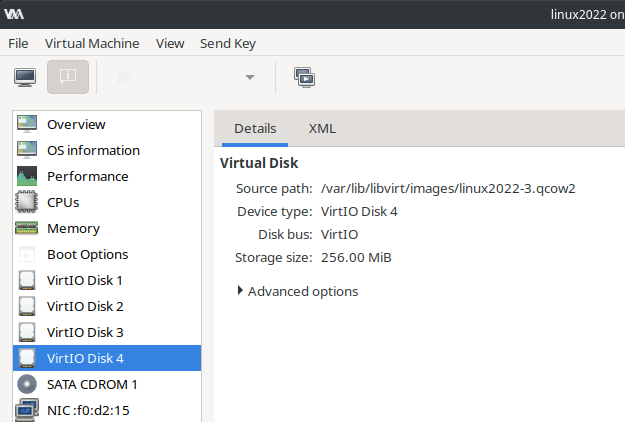 linux2022 on
File Virtual Machine View Send Key
Overview
OS information
Performance
CPUs
Memory
Boot Options
VirtIO Disk 1
VirtIO Disk 2
VirtIO Disk 3
VirtIO Disk 4
SATA CDROM 1
NIC :f0:d2:15
Details XML
Virtual Disk
Source path: /var/lib/libvirt/images/linux2022-3.qcow2
Device type: VirtIO Disk 4
Disk bus: VirtIO
Storage size: 256.00 MiB
Advanced options